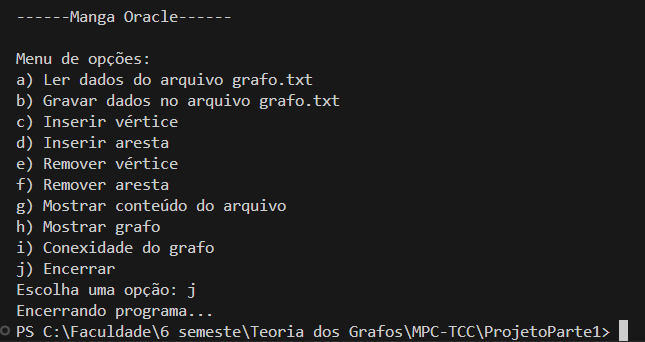 ------Manga Oracle------
Menu de opções:
a) Ler dados do arquivo grafo.txt
b) Gravar dados no arquivo grafo.txt
c) Inserir vértice
d) Inserir aresta
e) Remover vértice
f) Remover aresta
g) Mostrar conteúdo do arquivo
h) Mostrar grafo
i) Conexidade do grafo
j) Encerrar
Escolha uma opção: j
Encerrando programa...
PS C:\Faculdade\6 semeste\Teoria dos Grafos\MPC-TCC\ProjetoParte1>